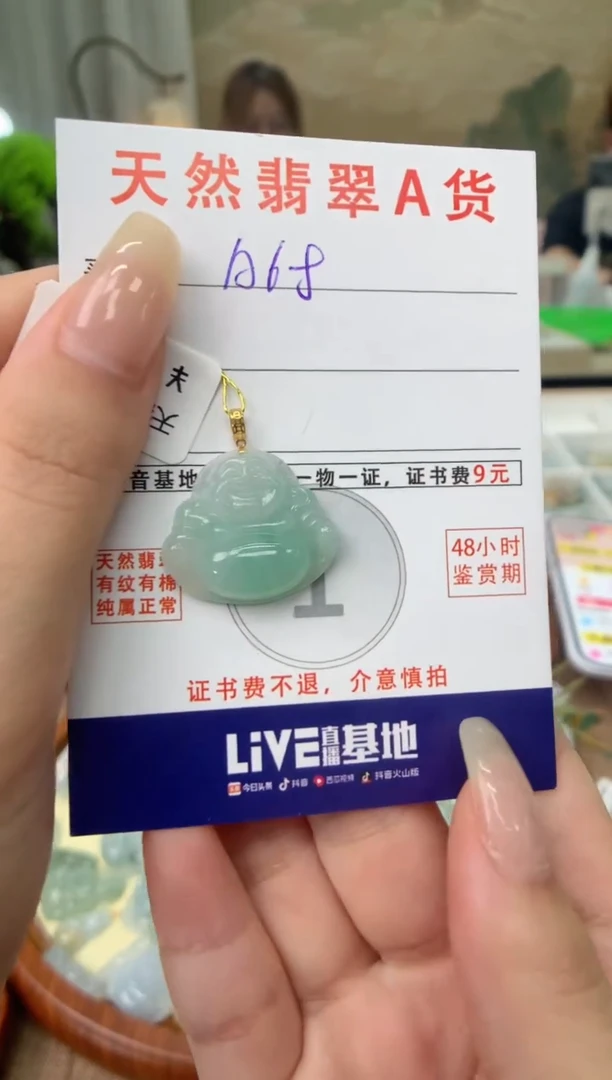 天然翡翠A货
音基地
一物一证，证书费9元
天然翡
有纹有棉
纯属正常
48小时
鉴赏期
证书费不退，介意慎拍
LiVE直播基地
今日头条 抖音 西瓜视频 抖音火山版